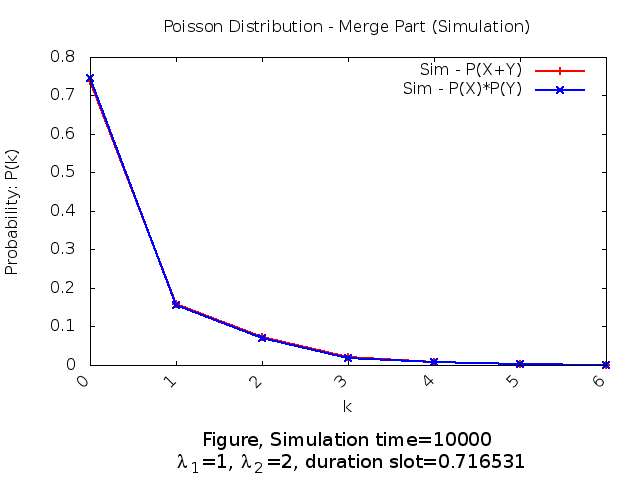 Poisson Distribution - Merge Part (Simulation)
Sim - P(X+Y)
Sim - P(X)*P(Y)
Probability: P(k)
0.8
0.7
0.6
0.5
0.4
0.3
0.2
0.1
0
0 1 2 3 4 5 6
k
Figure, Simulation time=10000
λ1=1, λ2=2, duration slot=0.716531